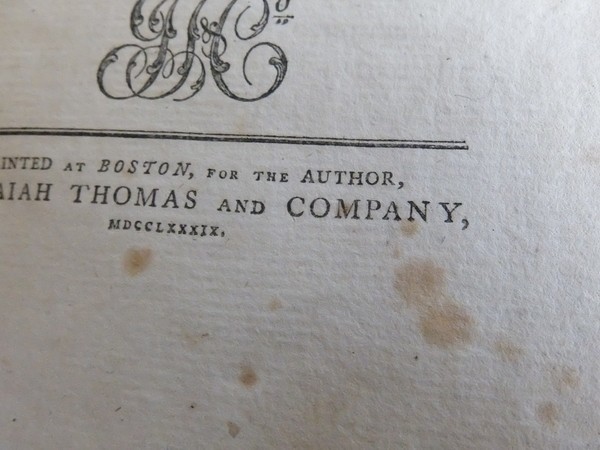 INTED AT BOSTON, FOR THE AUTHOR,
AIAH THOMAS AND COMPANY,
MDCCLXXXIX.